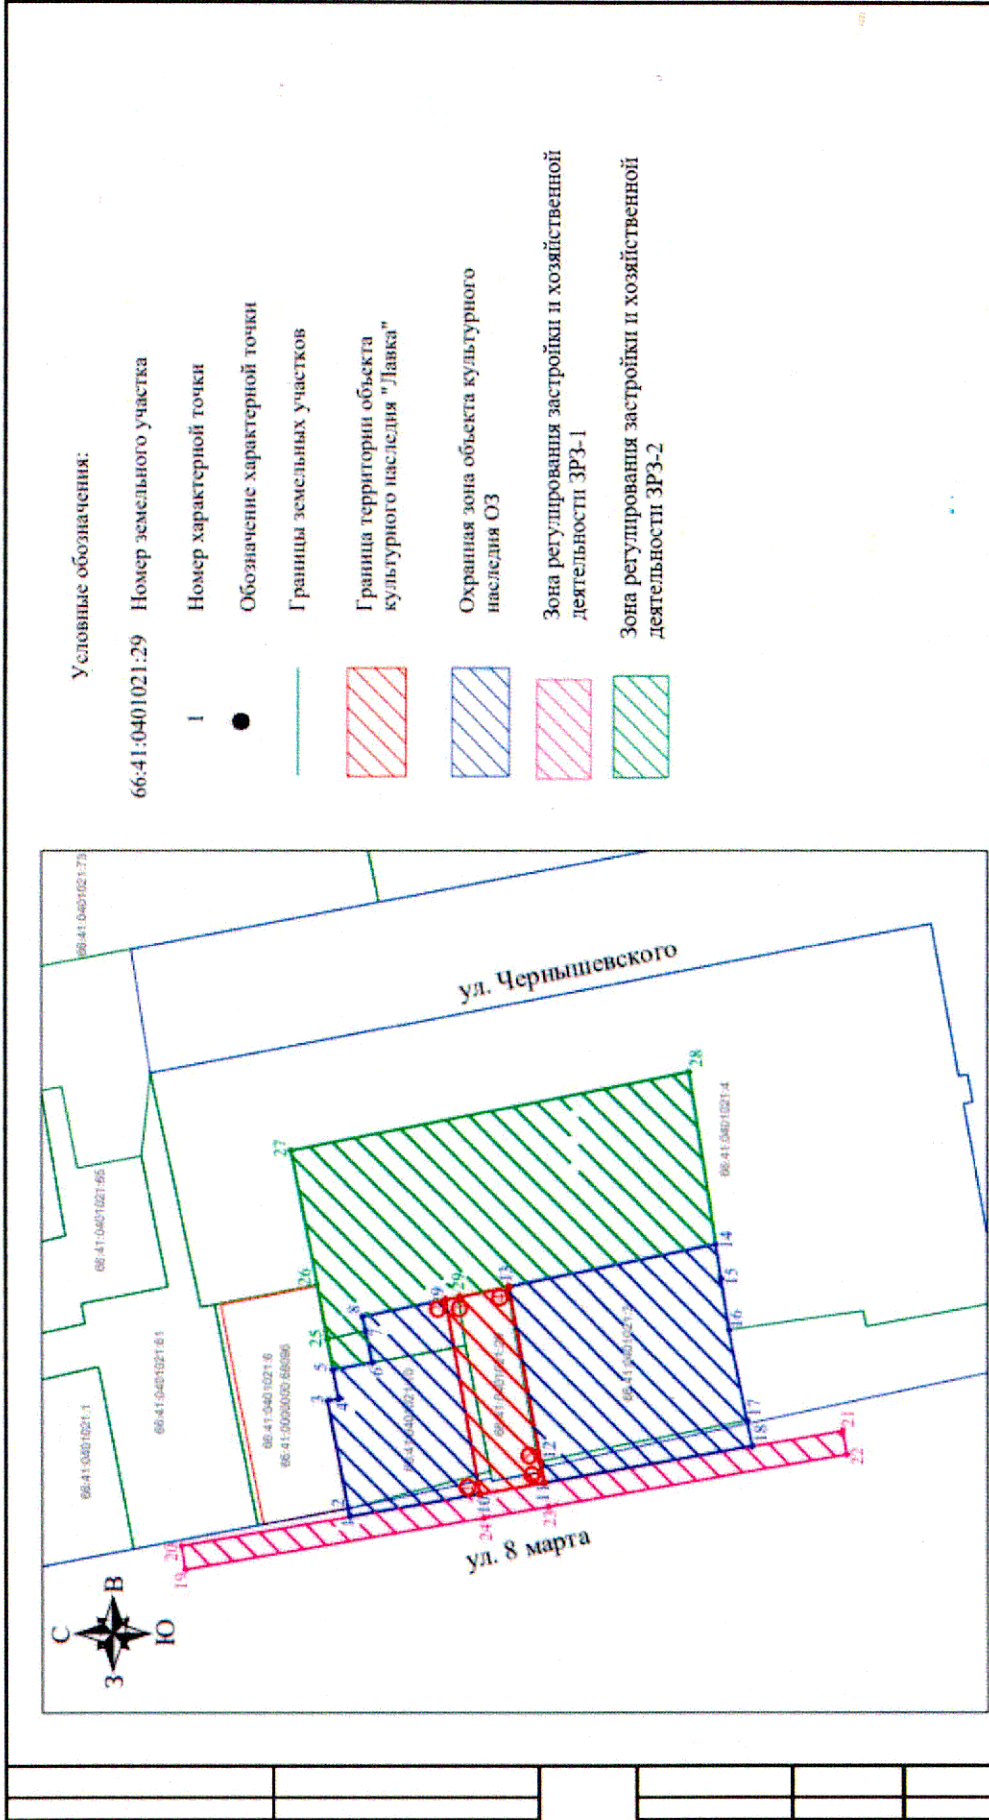 Условные обозначения:
66:41:0401021:29 Номер земельного участка
1 Номер характерной точки
Обозначение характерной точки
Границы земельных участков
Граница территории объекта
культурного наследия "Лавка"
Охранная зона объекта культурного
наследия ОЗ
Зона регулирования застройки и хозяйственной
деятельности ЗРЗ-1
Зона регулирования застройки и хозяйственной
деятельности ЗРЗ-2
С
З
В
Ю
66:41:0401021:73
66:41:0401021:65
66:41:0401021:1
66:41:0401021:61
66:41:0401021:6
66:41:0000000:68096
66:41:0401021:10
66:41:0401021:4
ул. Чернышевского
ул. 8 марта
19
20
1
2
3
4
5
6
7
8
9
10
11
12
13
14
15
16
17
18
21
22
23
24
25
26
27
28
29